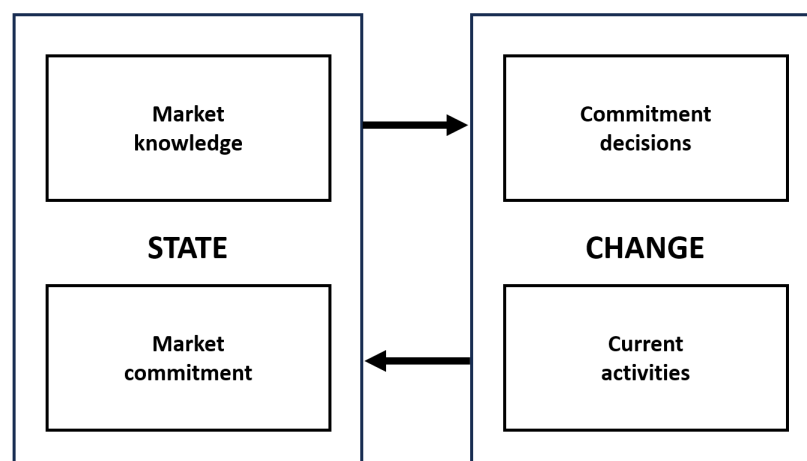 Market
knowledge
STATE
Market
commitment
Commitment
decisions
CHANGE
Current
activities